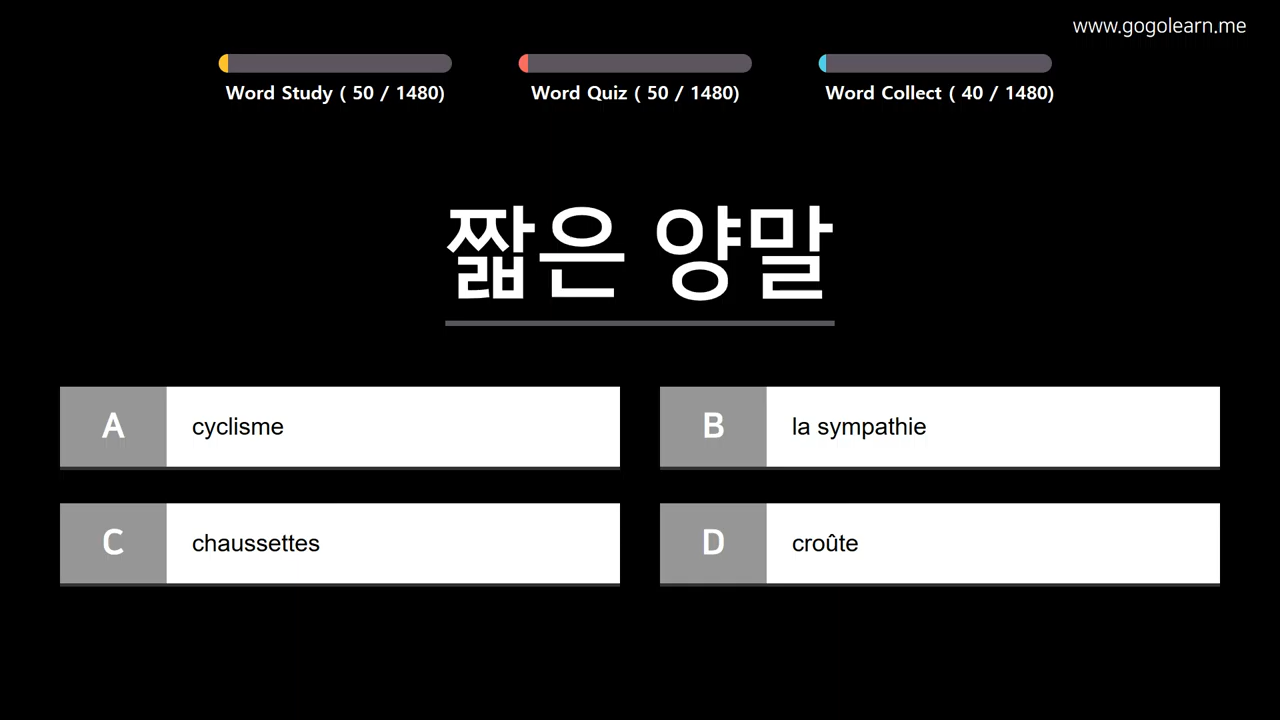 www.gogolearn.me
Word Study ( 50 / 1480)
Word Quiz ( 50 / 1480)
Word Collect ( 40 / 1480)
짧은 양말
A cyclisme
B la sympathie
C chaussettes
D croûte